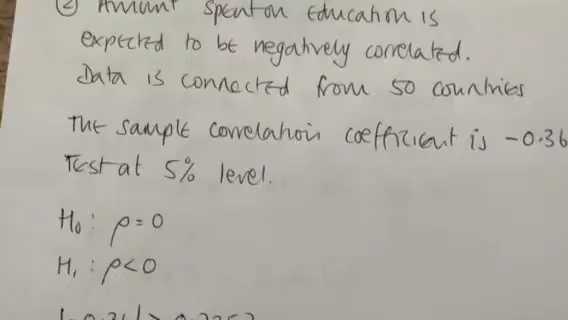 ② Amount spent on Education is
expected to be negatively correlated.
Data is connected from 50 countries
The sample correlation coefficient is -0.36
Test at 5% level.
H₀: ρ=0
H₁: ρ<0